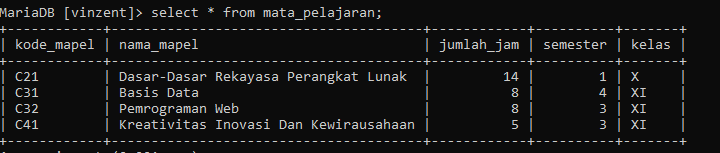 MariaDB [vinzent]> select * from mata_pelajaran;
+------------+--------------------------------------+------------+----------+-------+
| kode_mapel | nama_mapel | jumlah_jam | semester | kelas |
+------------+--------------------------------------+------------+----------+-------+
| C21 | Dasar-Dasar Rekayasa Perangkat Lunak | 14 | 1 | X |
| C31 | Basis Data | 8 | 4 | XI |
| C32 | Pemrograman Web | 8 | 3 | XI |
| C41 | Kreativitas Inovasi Dan Kewirausahaan | 5 | 3 | XI |
+------------+--------------------------------------+------------+----------+-------+